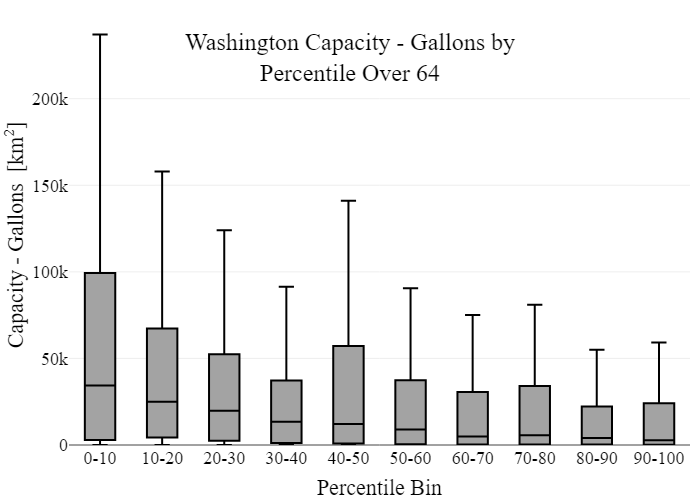 Washington Capacity - Gallons by
Percentile Over 64
Capacity - Gallons [km²]
200k
150k
100k
50k
0
0-10 10-20 20-30 30-40 40-50 50-60 60-70 70-80 80-90 90-100
Percentile Bin